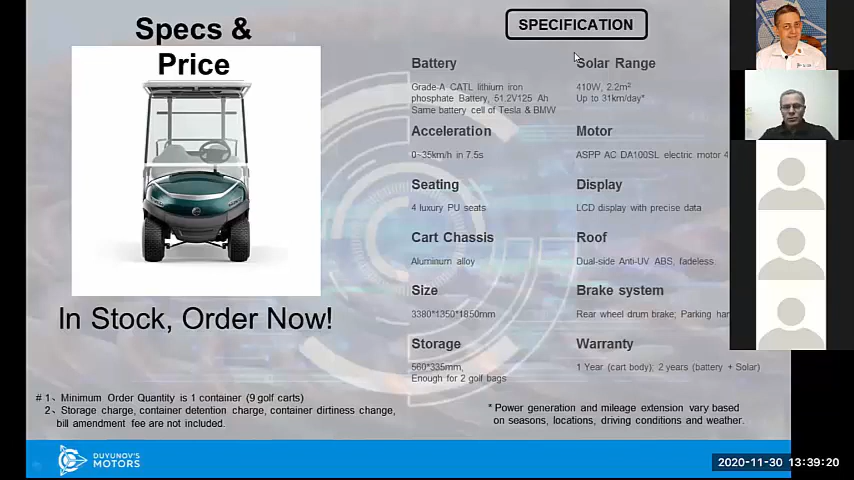 Specs &
Price
In Stock, Order Now!
# 1、Minimum Order Quantity is 1 container (9 golf carts)
2、Storage charge, container detention charge, container dirtiness change,
bill amendment fee are not included.
SPECIFICATION
Battery
Grade-A CATL lithium iron
phosphate Battery, 51.2V125 Ah
Same battery cell of Tesla & BMW
Solar Range
410W, 2.2m²
Up to 31km/day*
Acceleration
0~35km/h in 7.5s
Motor
ASPP AC DA100SL electric motor 4
Seating
4 luxury PU seats
Display
LCD display with precise data
Cart Chassis
Aluminum alloy
Roof
Dual-side Anti-UV ABS, fadeless
Size
3380*1350*1850mm
Brake system
Rear wheel drum brake; Parking han
Storage
560*335mm,
Enough for 2 golf bags
Warranty
1 Year (cart body); 2 years (battery + Solar)
* Power generation and mileage extension vary based
on seasons, locations, driving conditions and weather.
DUYUNOV'S
MOTORS
2020-11-30 13:39:20